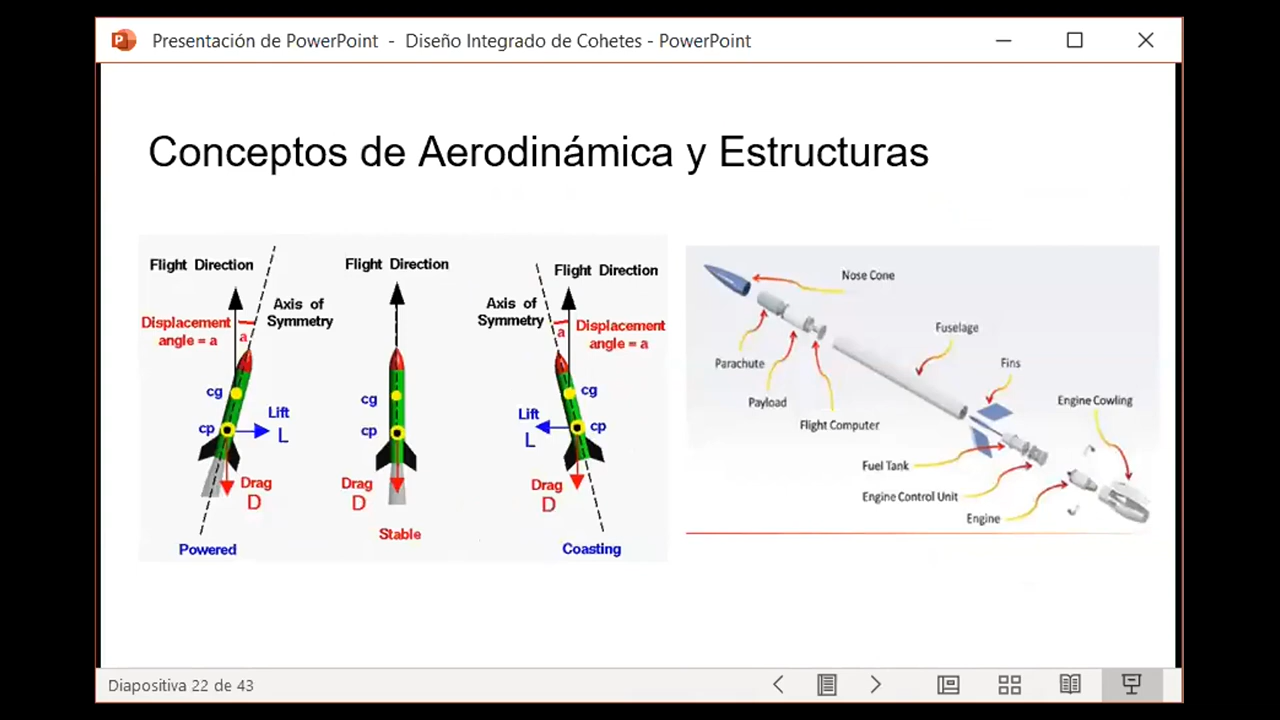 Presentación de PowerPoint - Diseño Integrado de Cohetes - PowerPoint
Conceptos de Aerodinámica y Estructuras
Flight Direction
Axis of
Symmetry
Displacement
angle = a
a
cg
cp
Lift
L
Drag
D
Powered
Flight Direction
cg
cp
Drag
D
Stable
Flight Direction
Axis of
Symmetry
Displacement
angle = a
a
cg
Lift
L
cp
Drag
D
Coasting
Nose Cone
Fuselage
Parachute
Fins
Payload
Engine Cowling
Flight Computer
Fuel Tank
Engine Control Unit
Engine
Diapositiva 22 de 43